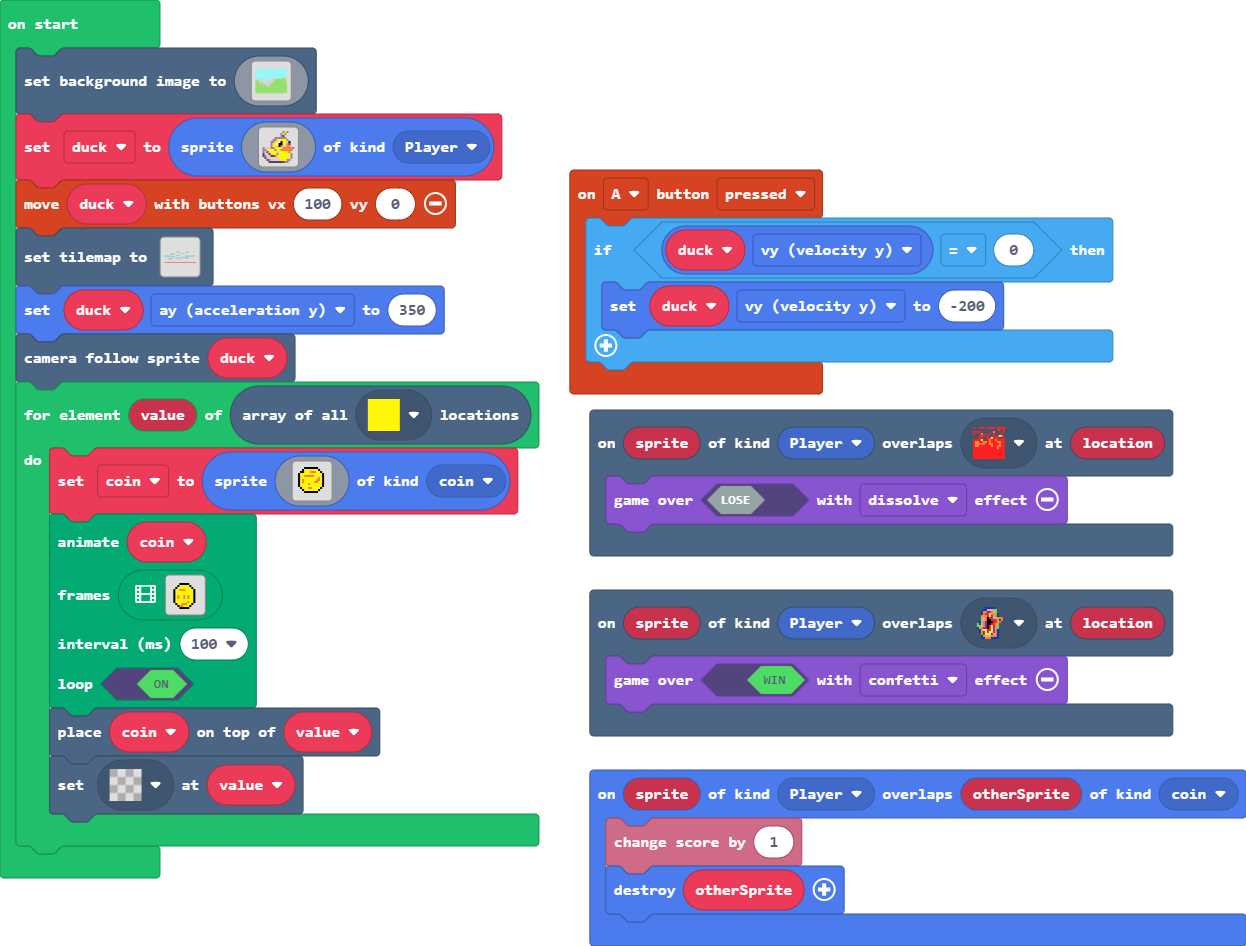 on start
set background image to
set duck to sprite of kind Player
move duck with buttons vx 100 vy 0
set tilemap to
set duck ay (acceleration y) to 350
camera follow sprite duck
for element value of array of all locations
do
set coin to sprite of kind coin
animate coin
frames
interval (ms) 100
loop ON
place coin on top of value
set at value
on A button pressed
if duck vy (velocity y) = 0 then
set duck vy (velocity y) to -200
on sprite of kind Player overlaps at location
game over LOSE with dissolve effect
on sprite of kind Player overlaps at location
game over WIN with confetti effect
on sprite of kind Player overlaps otherSprite of kind coin
change score by 1
destroy otherSprite